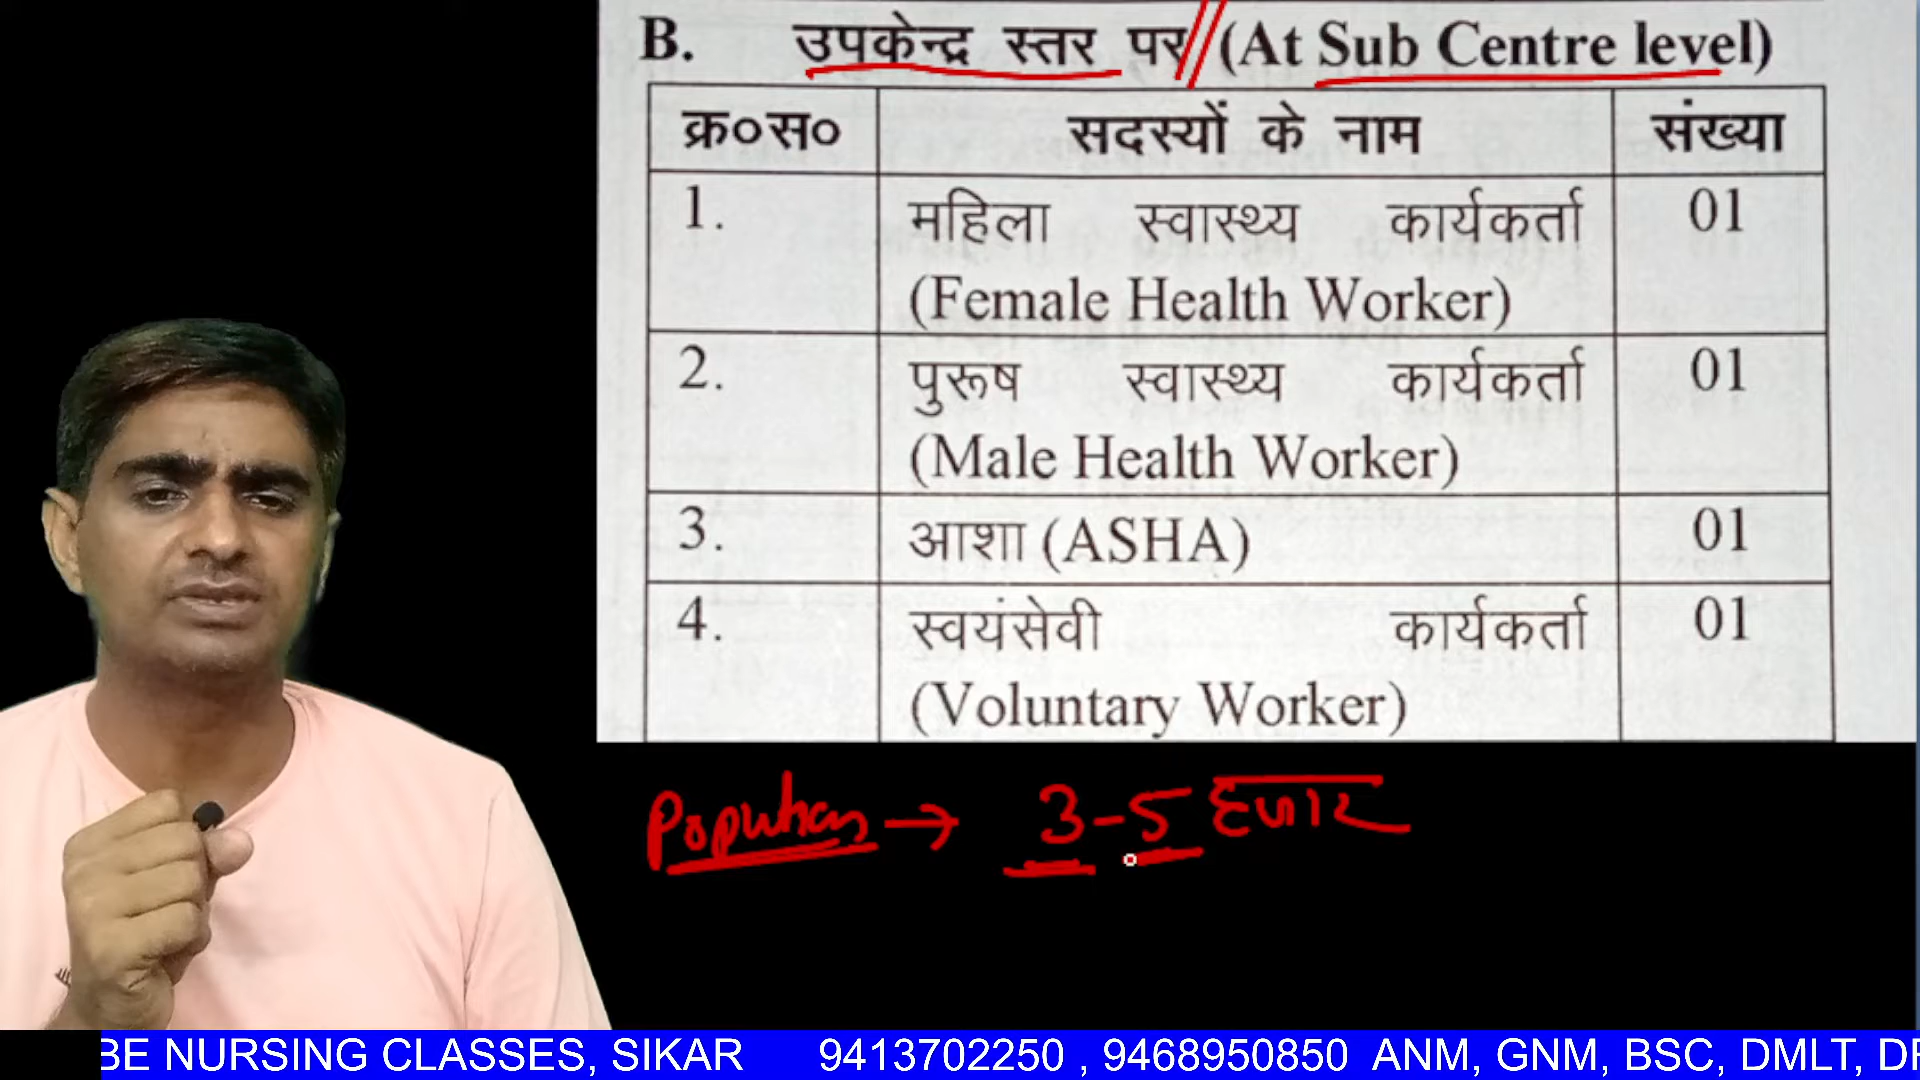 B. उपकेन्द्र स्तर पर (At Sub Centre level)
क्र०स० सदस्यों के नाम संख्या
1. महिला स्वास्थ्य कार्यकर्ता 01
(Female Health Worker)
2. पुरूष स्वास्थ्य कार्यकर्ता 01
(Male Health Worker)
3. आशा (ASHA) 01
4. स्वयंसेवी कार्यकर्ता 01
(Voluntary Worker)
→ 3-5 हजार
BE NURSING CLASSES, SIKAR 9413702250 , 9468950850 ANM, GNM, BSC, DMLT,